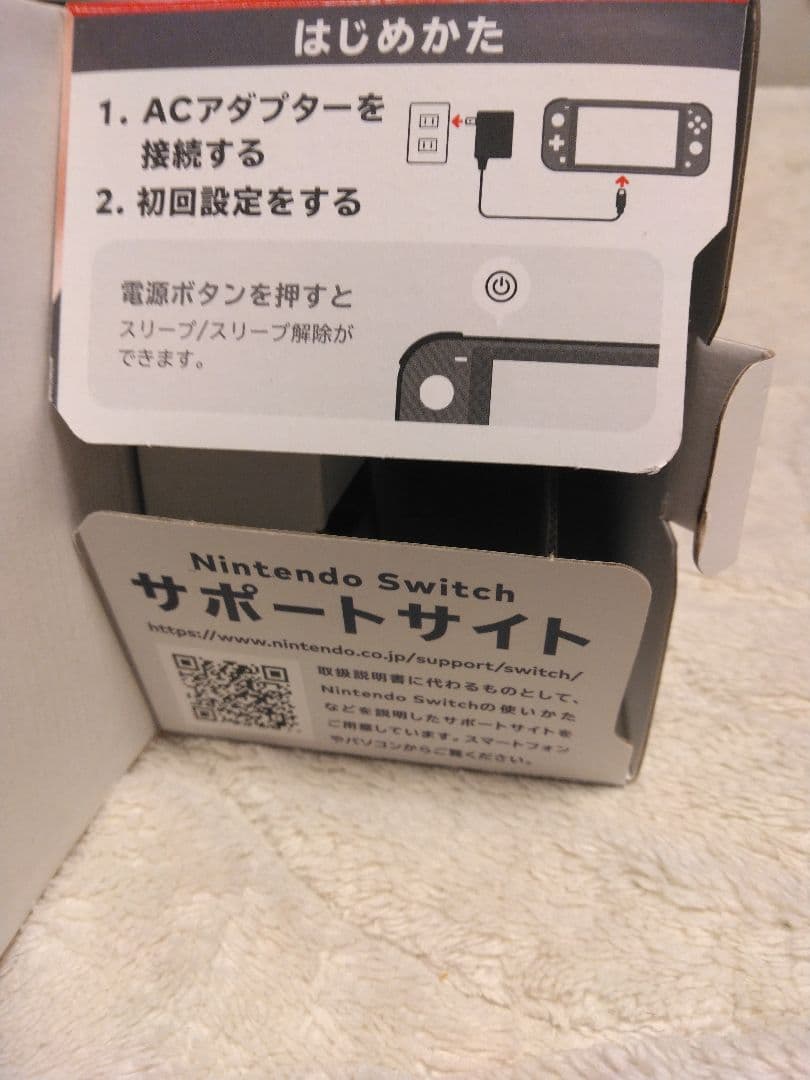 はじめかた
1. ACアダプターを
接続する
2. 初回設定をする
電源ボタンを押すと
スリープ/スリープ解除が
できます。
Nintendo Switch
サポートサイト
https://www.nintendo.co.jp/support/switch/
取扱説明書に代わるものとして、
Nintendo Switchの使いかた
などを説明したサポートサイトを
ご用意しています。スマートフォン
やパソコンからご覧ください。